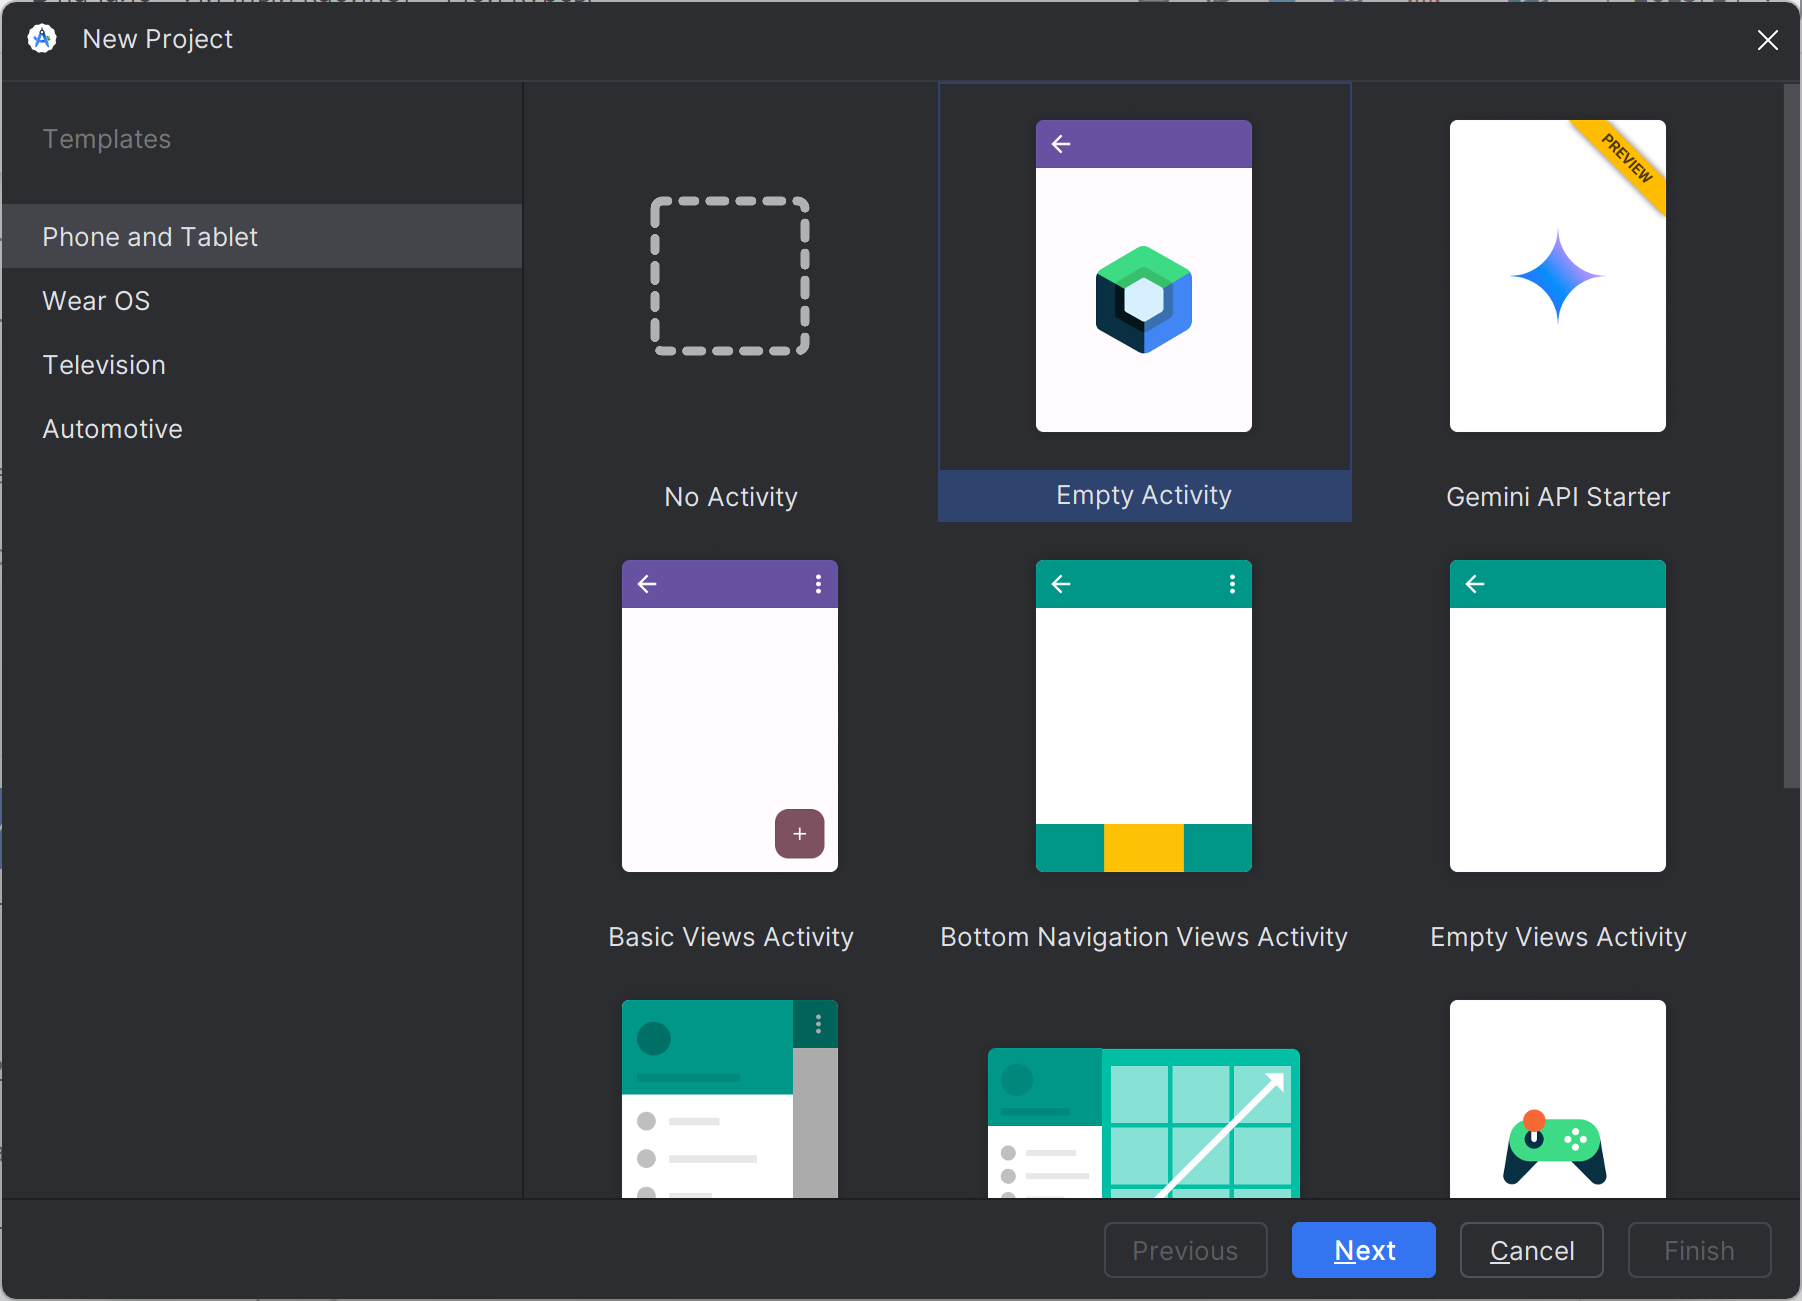 New Project
Templates
Phone and Tablet
Wear OS
Television
Automotive
PREVIEW
No Activity
Empty Activity
Gemini API Starter
Basic Views Activity
Bottom Navigation Views Activity
Empty Views Activity
Previous
Next
Cancel
Finish